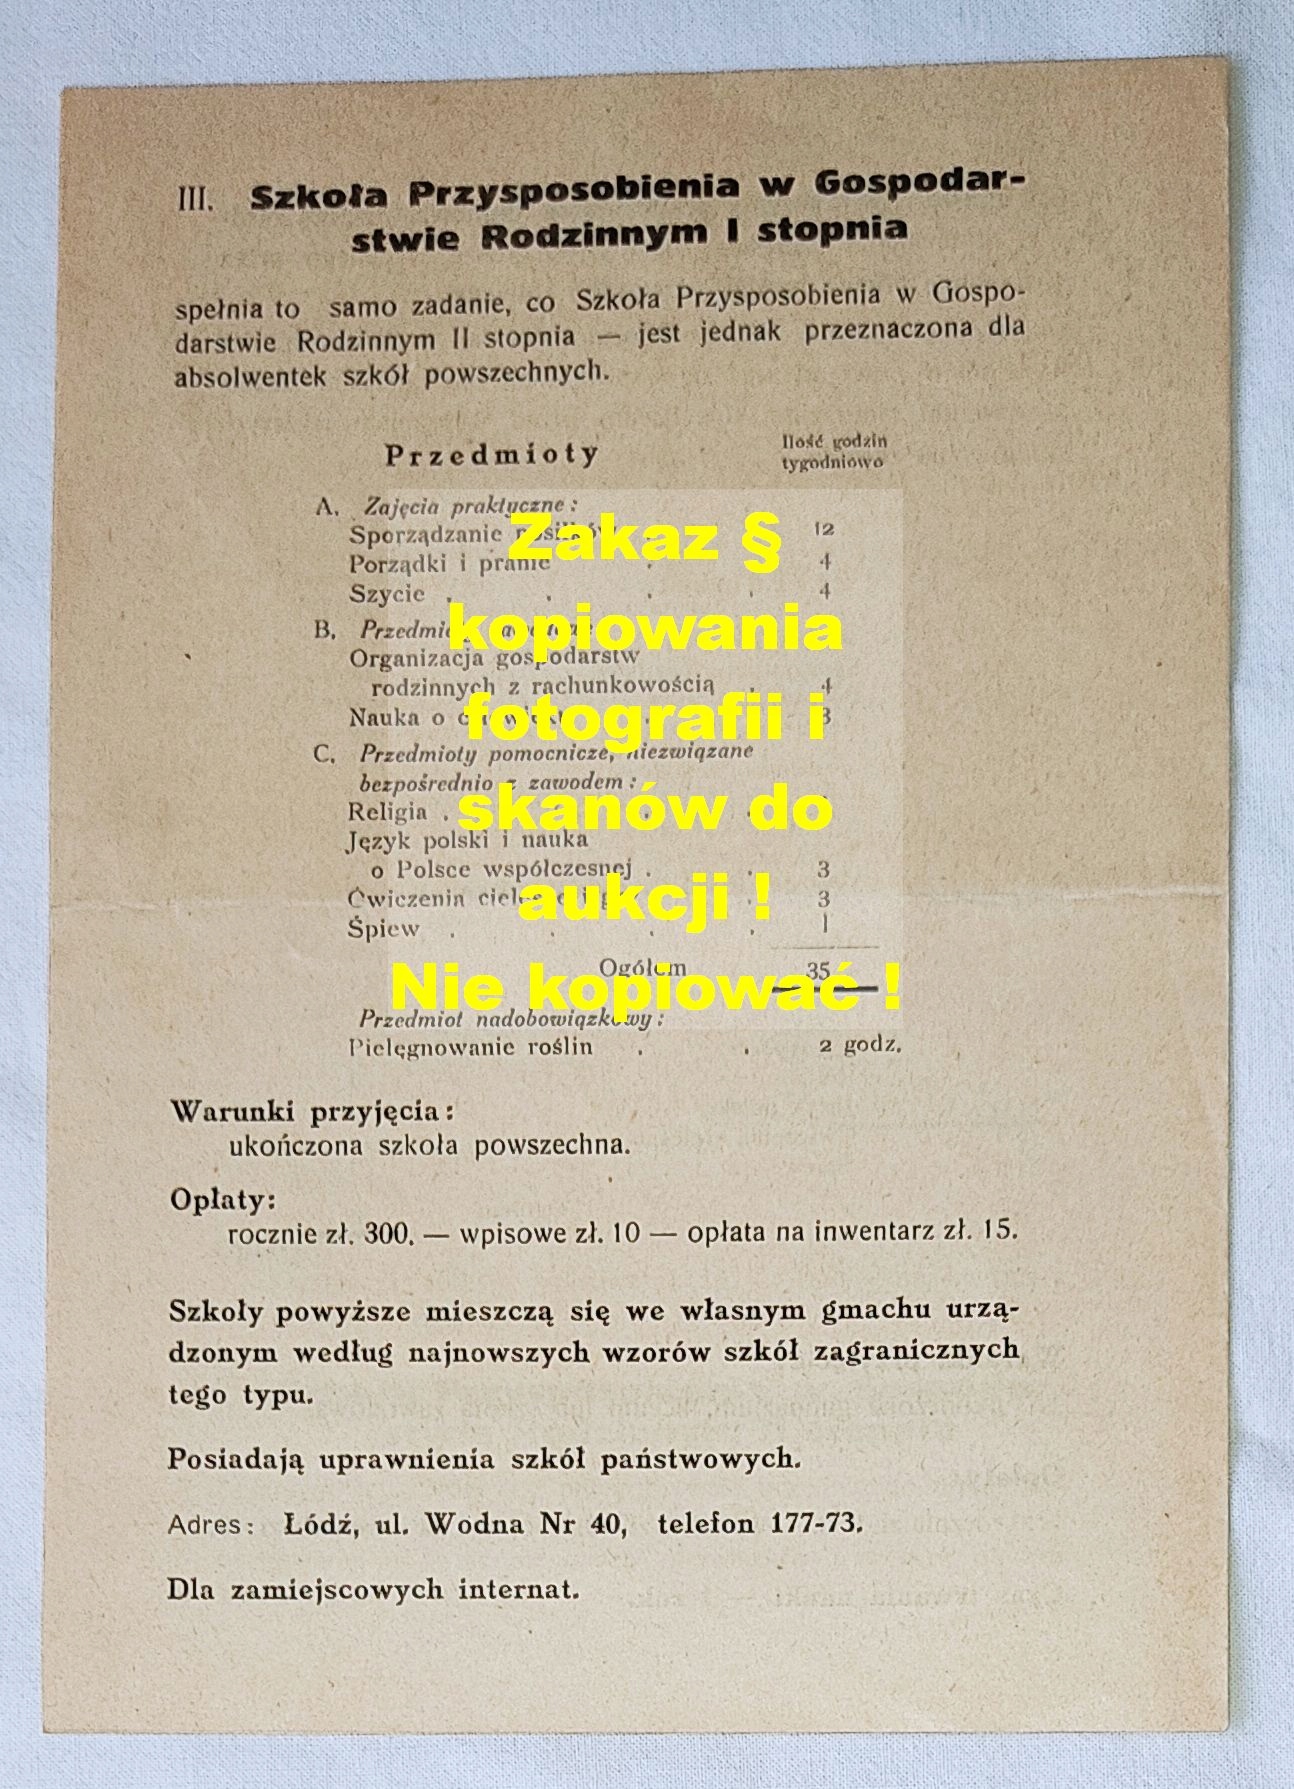 III. Szkoła Przysposobienia w Gospodar-
stwie Rodzinnym I stopnia
spełnia to samo zadanie, co Szkoła Przysposobienia w Gospo-
darstwie Rodzinnym II stopnia — jest jednak przeznaczona dla
absolwentek szkół powszechnych.
Przedmioty
Ilość godzin
tygodniowo
A. Zajęcia praktyczne:
Sporządzanie posiłków . 12
Porządki i pranie . 4
Szycie . . . . 4
B. Przedmioty
Organizacja gospodarstw
rodzinnych z rachunkowością . 4
Nauka o człowieku . 3
C. Przedmioty pomocnicze, niezwiązane
bezpośrednio z zawodem:
Religia . . .
Język polski i nauka
o Polsce współczesnej . . 3
Ćwiczenia cielesne i gry . 3
Śpiew . . . . 1
Ogółem 35
Przedmiot nadobowiązkowy:
Pielęgnowanie roślin . . 2 godz.
Warunki przyjęcia:
ukończona szkoła powszechna.
Opłaty:
rocznie zł. 300. — wpisowe zł. 10 — opłata na inwentarz zł. 15.
Szkoły powyższe mieszczą się we własnym gmachu urzą-
dzonym według najnowszych wzorów szkół zagranicznych
tego typu.
Posiadają uprawnienia szkół państwowych.
Adres: Łódź, ul. Wodna Nr 40, telefon 177-73.
Dla zamiejscowych internat.
Zakaz §
kopiowania
fotografii i
skanów do
aukcji !
Nie kopiować !